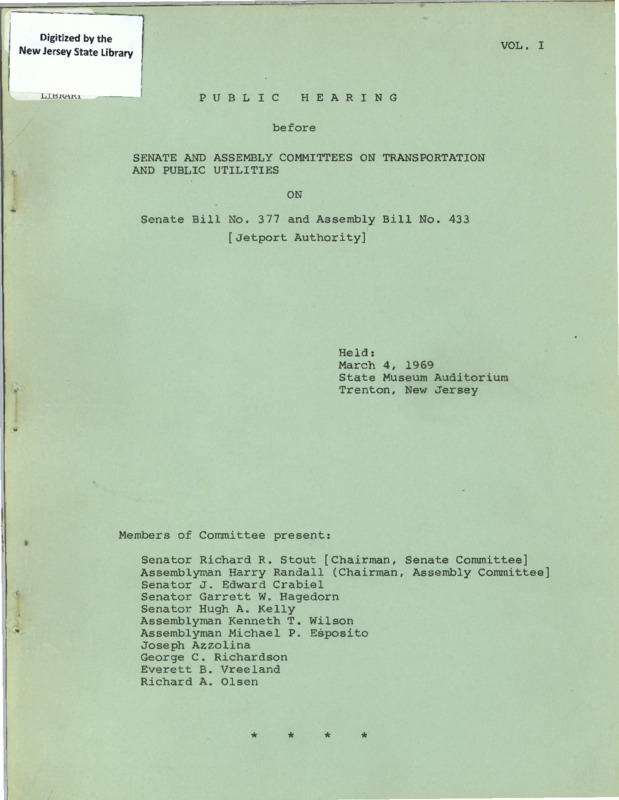 Digitized by the
New Jersey State Library
LIBRARY
VOL. I
PUBLIC HEARING
before
SENATE AND ASSEMBLY COMMITTEES ON TRANSPORTATION
AND PUBLIC UTILITIES
ON
Senate Bill No. 377 and Assembly Bill No. 433
[Jetport Authority]
Held:
March 4, 1969
State Museum Auditorium
Trenton, New Jersey
Members of Committee present:
Senator Richard R. Stout [Chairman, Senate Committee]
Assemblyman Harry Randall (Chairman, Assembly Committee]
Senator J. Edward Crabiel
Senator Garrett W. Hagedorn
Senator Hugh A. Kelly
Assemblyman Kenneth T. Wilson
Assemblyman Michael P. Esposito
Joseph Azzolina
George C. Richardson
Everett B. Vreeland
Richard A. Olsen
* * * *